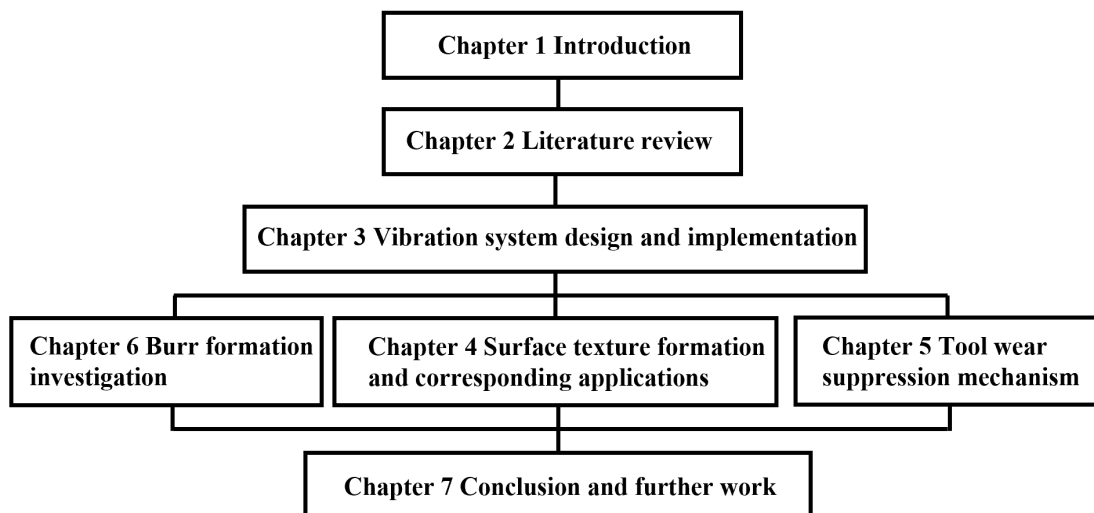 Chapter 1 Introduction
Chapter 2 Literature review
Chapter 3 Vibration system design and implementation
Chapter 6 Burr formation
investigation
Chapter 4 Surface texture formation
and corresponding applications
Chapter 5 Tool wear
suppression mechanism
Chapter 7 Conclusion and further work